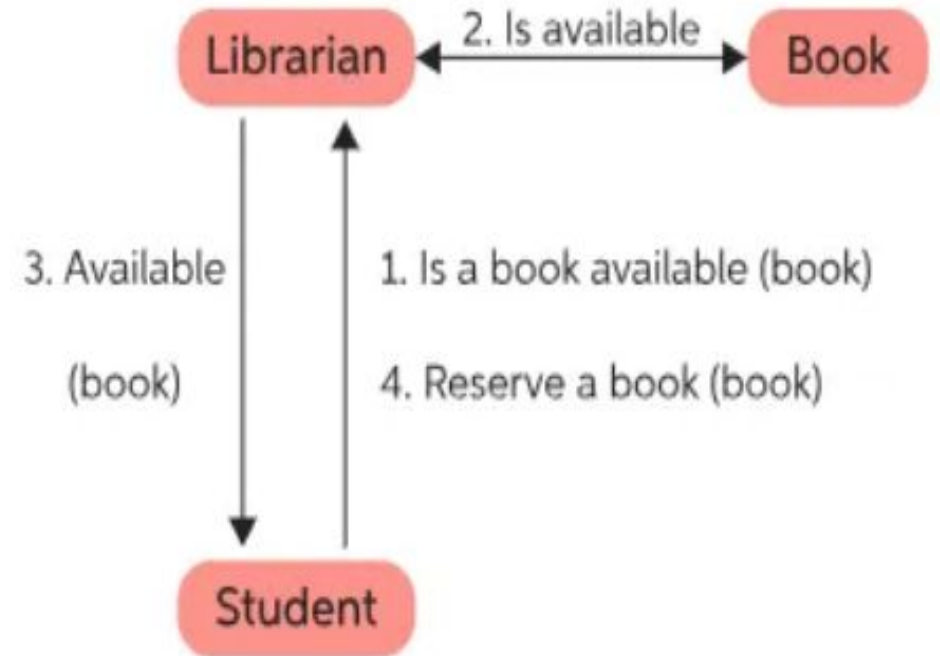 Librarian
2. Is available
Book
3. Available
(book)
1. Is a book available (book)
4. Reserve a book (book)
Student